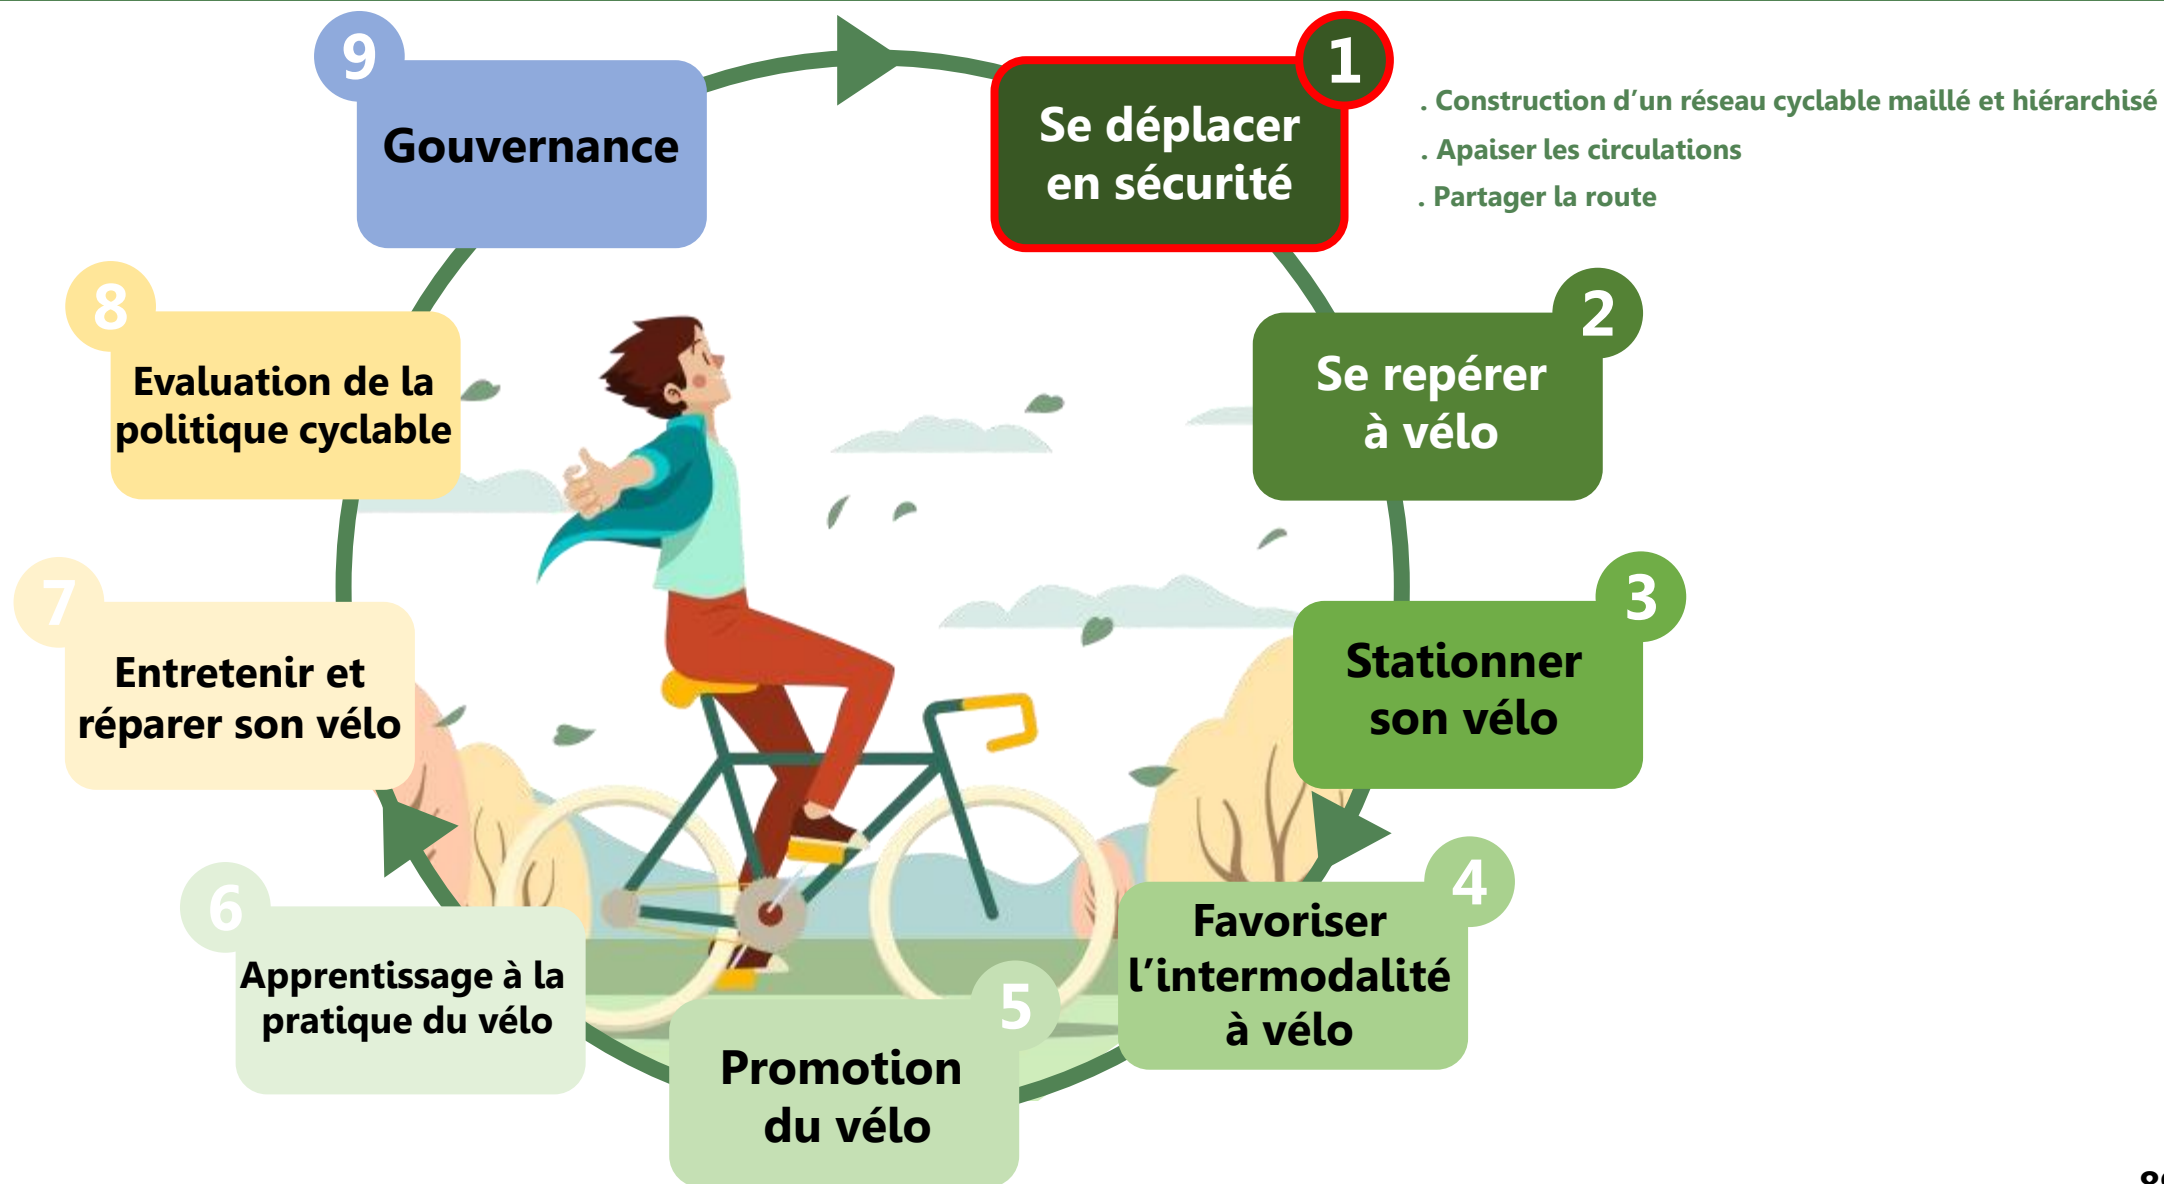 9
Gouvernance
1
Se déplacer
en sécurité
. Construction d’un réseau cyclable maillé et hiérarchisé
. Apaiser les circulations
. Partager la route
2
Se repérer
à vélo
3
Stationner
son vélo
4
Favoriser
l’intermodalité
à vélo
5
Promotion
du vélo
6
Apprentissage à la
pratique du vélo
7
Entretenir et
réparer son vélo
8
Evaluation de la
politique cyclable